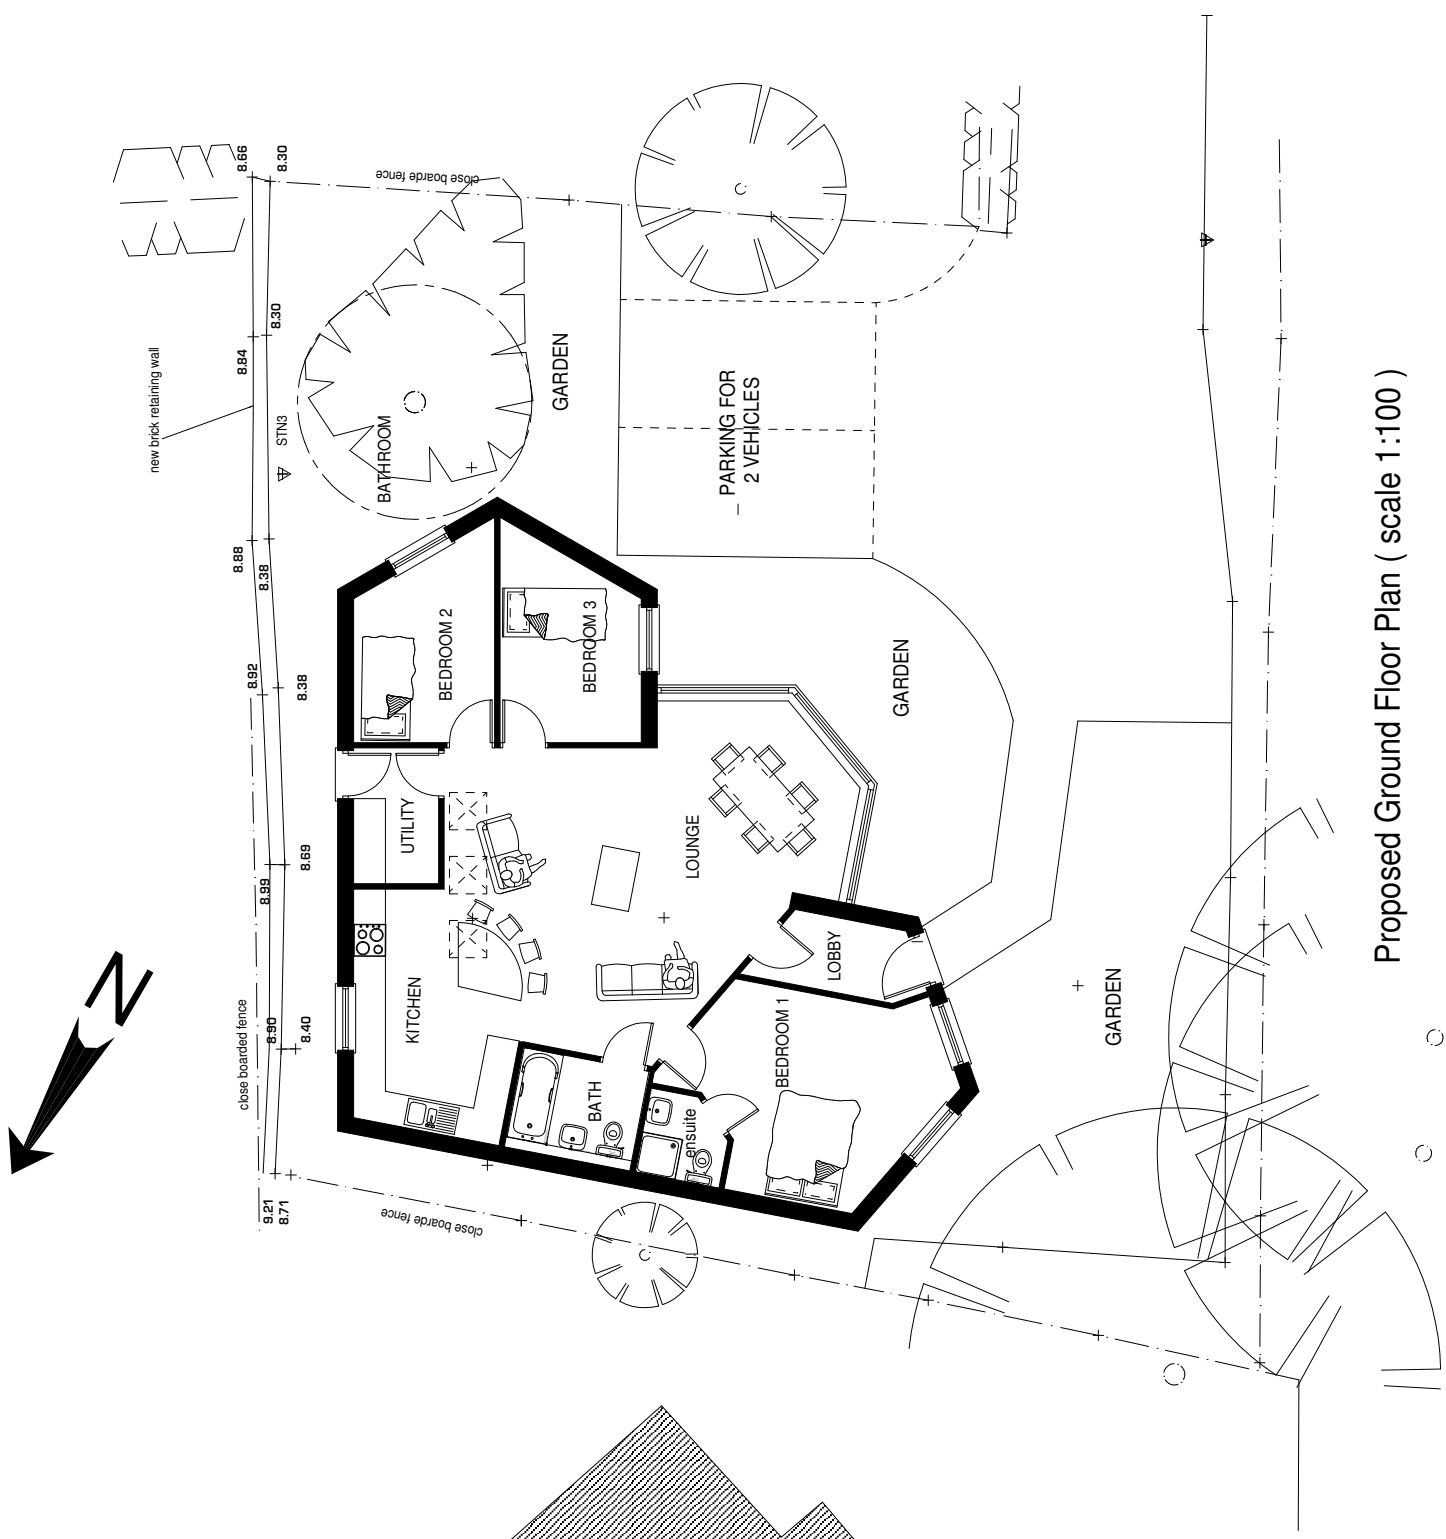 Proposed Ground Floor Plan ( scale 1:100 )
new brick retaining wall
close boarded fence
close boarde fence
close boarde fence
8.66
8.30
8.30
8.84
STN3
8.88
8.38
8.92
8.38
8.69
8.99
8.90
8.40
9.21
8.71
N
BATHROOM
GARDEN
PARKING FOR
2 VEHICLES
BEDROOM 2
BEDROOM 3
GARDEN
UTILITY
LOUNGE
KITCHEN
LOBBY
BATH
ensuite
BEDROOM 1
GARDEN